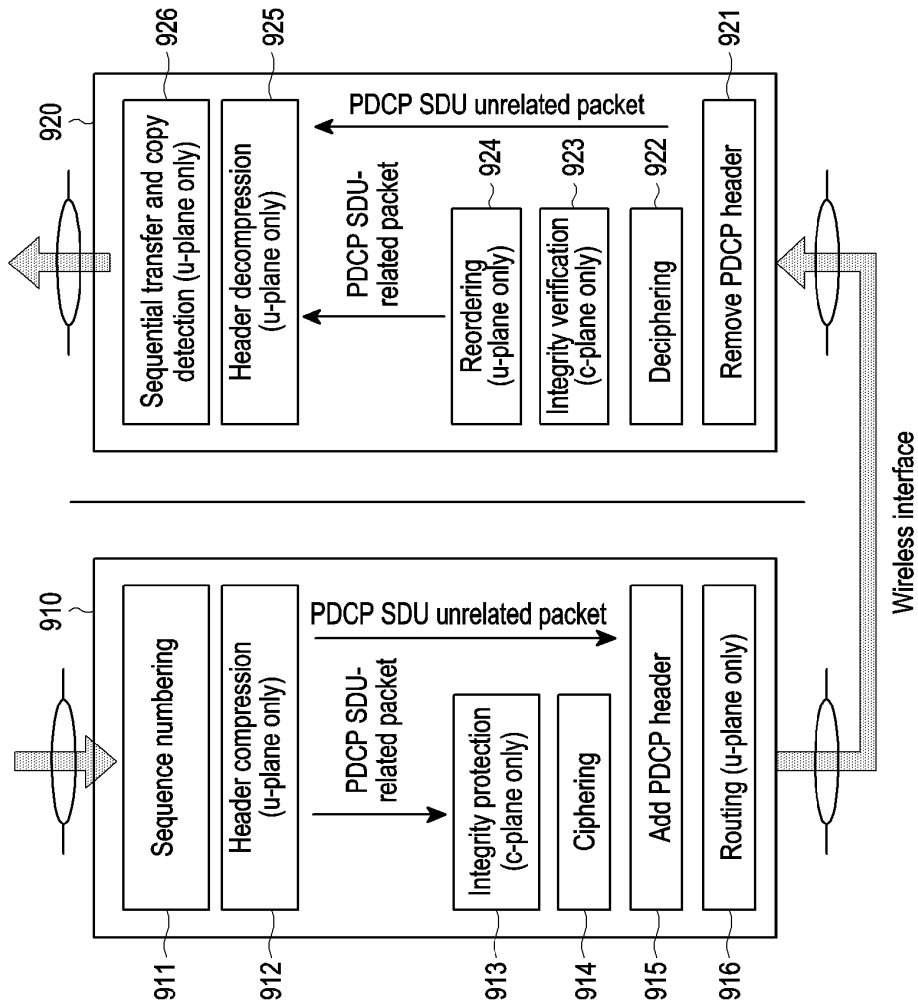 910
911
Sequence numbering
912
Header compression
(u-plane only)
PDCP SDU-
related packet
PDCP SDU unrelated packet
913
Integrity protection
(c-plane only)
914
Ciphering
915
Add PDCP header
916
Routing (u-plane only)
Wireless interface
920
Sequential transfer and copy
detection (u-plane only)
926
Header decompression
(u-plane only)
925
PDCP SDU-
related packet
PDCP SDU unrelated packet
Reordering
(u-plane only)
924
Integrity verification
(c-plane only)
923
Deciphering
922
Remove PDCP header
921